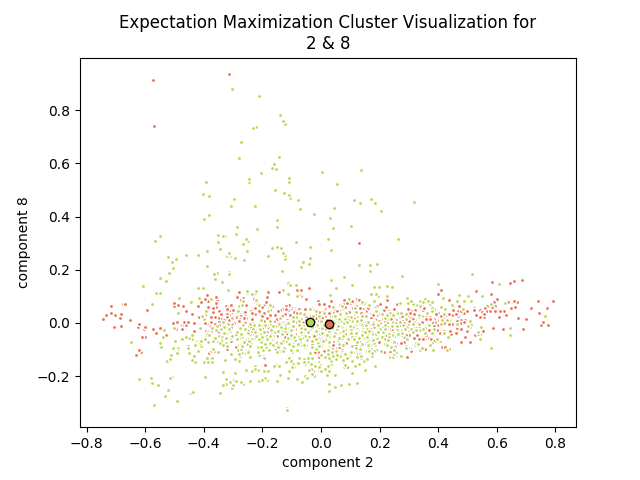 Expectation Maximization Cluster Visualization for
2 & 8
component 8
0.8
0.6
0.4
0.2
0.0
−0.2
−0.8 −0.6 −0.4 −0.2 0.0 0.2 0.4 0.6 0.8
component 2